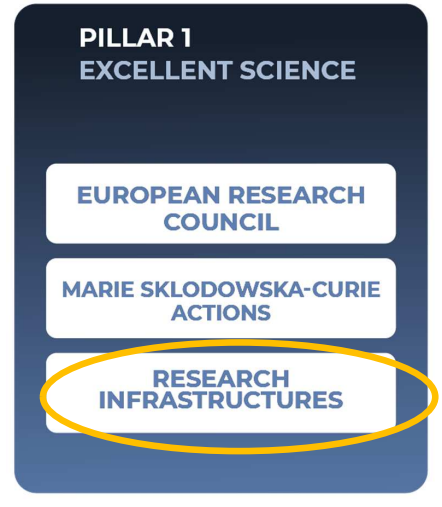 PILLAR 1
EXCELLENT SCIENCE
EUROPEAN RESEARCH
COUNCIL
MARIE SKLODOWSKA-CURIE
ACTIONS
RESEARCH
INFRASTRUCTURES